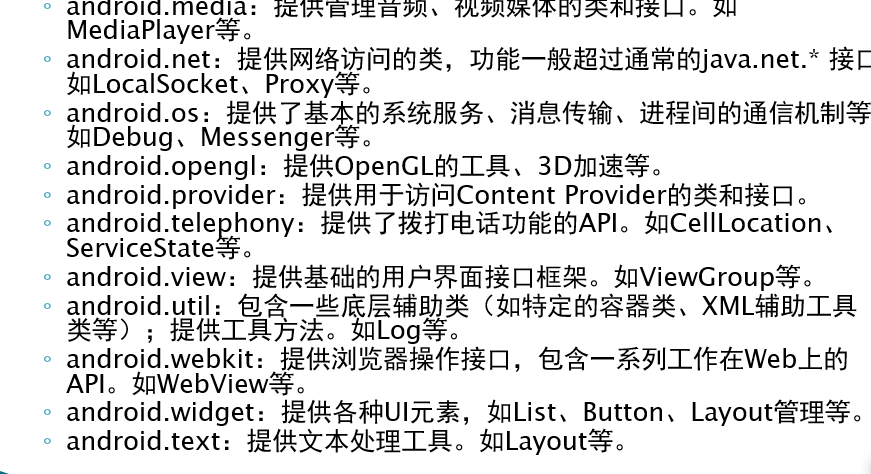 android.media：提供管理音频、视频媒体的类和接口。如
MediaPlayer等。
android.net：提供网络访问的类，功能一般超过通常的java.net.* 接口
如LocalSocket、Proxy等。
android.os：提供了基本的系统服务、消息传输、进程间的通信机制等
如Debug、Messenger等。
android.opengl：提供OpenGL的工具、3D加速等。
android.provider：提供用于访问Content Provider的类和接口。
android.telephony：提供了拨打电话功能的API。如CellLocation、
ServiceState等。
android.view：提供基础的用户界面接口框架。如ViewGroup等。
android.util：包含一些底层辅助类（如特定的容器类、XML辅助工具
类等）；提供工具方法。如Log等。
android.webkit：提供浏览器操作接口，包含一系列工作在Web上的
API。如WebView等。
android.widget：提供各种UI元素，如List、Button、Layout管理等。
android.text：提供文本处理工具。如Layout等。